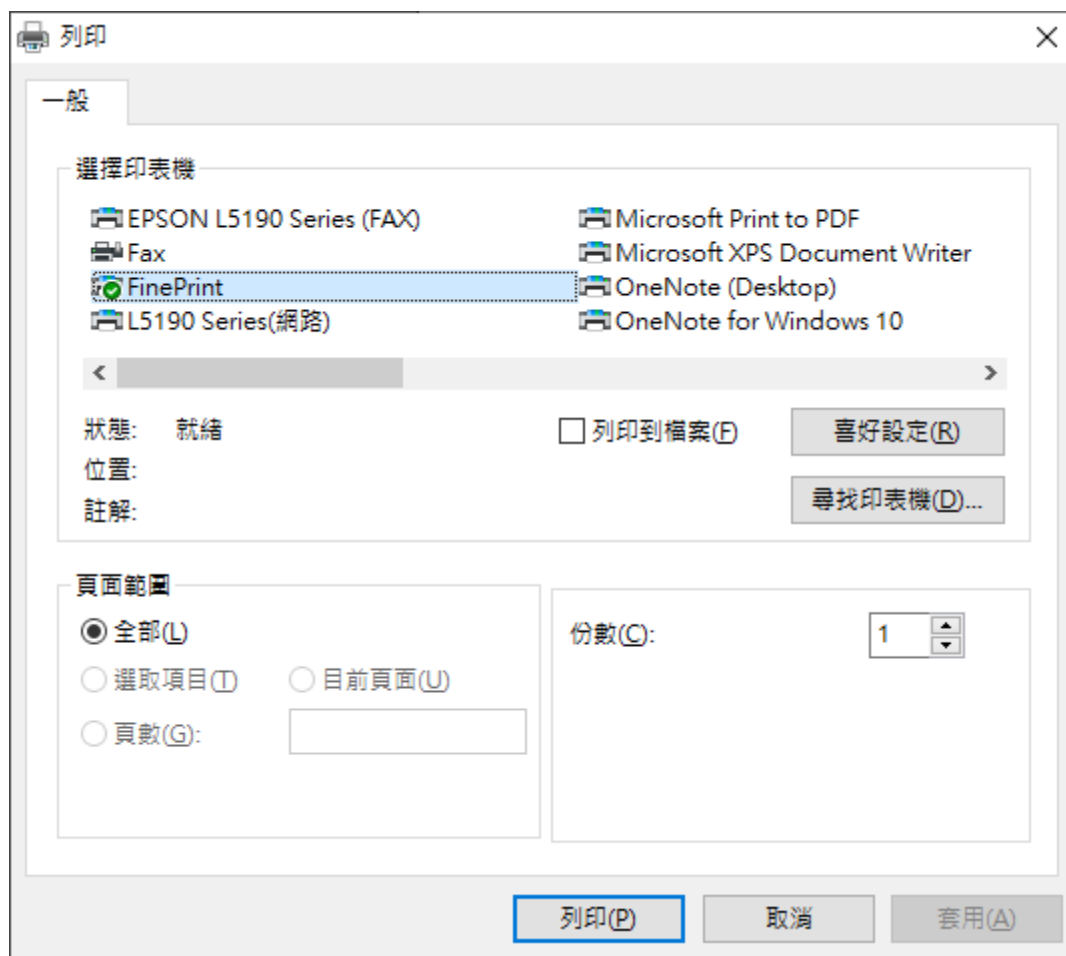 列印
一般
選擇印表機
EPSON L5190 Series (FAX)
Microsoft Print to PDF
Fax
Microsoft XPS Document Writer
FinePrint
OneNote (Desktop)
L5190 Series(網路)
OneNote for Windows 10
狀態: 就緒
列印到檔案(F)
喜好設定(R)
位置:
尋找印表機(D)...
註解:
頁面範圍
全部(L)
份數(C): 1
選取項目(T) 目前頁面(U)
頁數(G):
列印(P) 取消 套用(A)